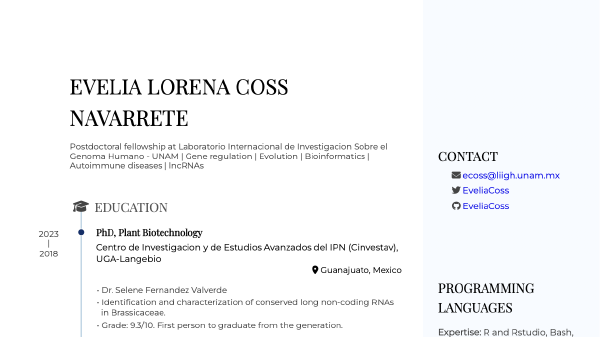 EVELIA LORENA COSS
NAVARRETE
Postdoctoral fellowship at Laboratorio Internacional de Investigacion Sobre el
Genoma Humano - UNAM | Gene regulation | Evolution | Bioinformatics |
Autoimmune diseases | lncRNAs
EDUCATION
2023
|
2018
PhD, Plant Biotechnology
Centro de Investigacion y de Estudios Avanzados del IPN (Cinvestav),
UGA-Langebio
Guanajuato, Mexico
- Dr. Selene Fernandez Valverde
- Identification and characterization of conserved long non-coding RNAs
in Brassicaceae.
- Grade: 9.3/10. First person to graduate from the generation.
CONTACT
ecoss@liigh.unam.mx
EveliaCoss
EveliaCoss
PROGRAMMING
LANGUAGES
Expertise: R and Rstudio, Bash,